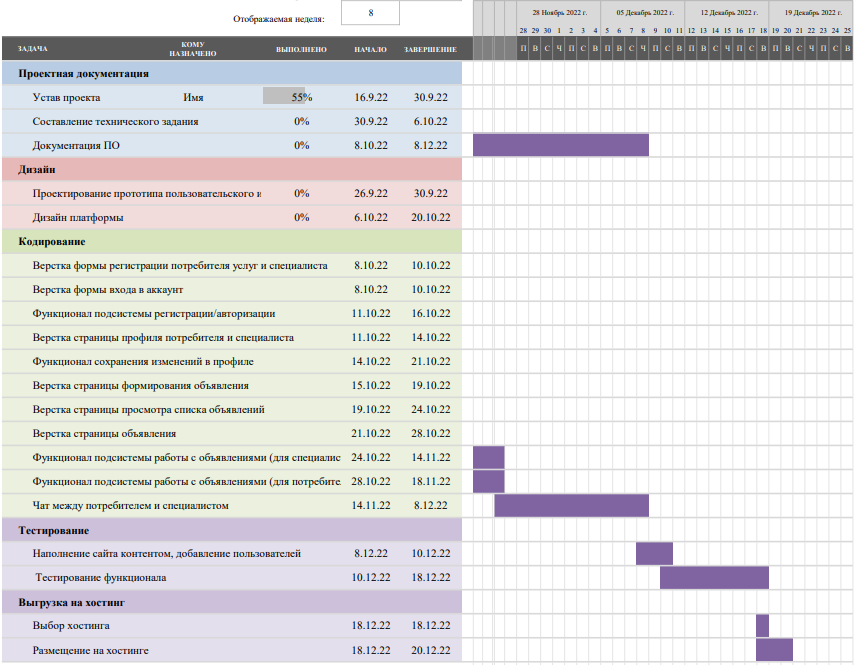 Отображаемая неделя: 8
28 Ноябрь 2022 г. 05 Декабрь 2022 г. 12 Декабрь 2022 г. 19 Декабрь 2022 г.
28 29 30 1 2 3 4 5 6 7 8 9 10 11 12 13 14 15 16 17 18 19 20 21 22 23 24 25
ЗАДАЧА КОМУ НАЗНАЧЕНО ВЫПОЛНЕНО НАЧАЛО ЗАВЕРШЕНИЕ П В С Ч П С В П В С Ч П С В П В С Ч П С В П В С Ч П С В
Проектная документация
Устав проекта Имя 55% 16.9.22 30.9.22
Составление технического задания 0% 30.9.22 6.10.22
Документация ПО 0% 8.10.22 8.12.22
Дизайн
Проектирование прототипа пользовательского и 0% 26.9.22 30.9.22
Дизайн платформы 0% 6.10.22 20.10.22
Кодирование
Верстка формы регистрации потребителя услуг и специалиста 8.10.22 10.10.22
Верстка формы входа в аккаунт 8.10.22 10.10.22
Функционал подсистемы регистрации/авторизации 11.10.22 16.10.22
Верстка страницы профиля потребителя и специалиста 11.10.22 14.10.22
Функционал сохранения изменений в профиле 14.10.22 21.10.22
Верстка страницы формирования объявления 15.10.22 19.10.22
Верстка страницы просмотра списка объявлений 19.10.22 24.10.22
Верстка страницы объявления 21.10.22 28.10.22
Функционал подсистемы работы с объявлениями (для специалис 24.10.22 14.11.22
Функционал подсистемы работы с объявлениями (для потребите. 28.10.22 18.11.22
Чат между потребителем и специалистом 14.11.22 8.12.22
Тестирование
Наполнение сайта контентом, добавление пользователей 8.12.22 10.12.22
Тестирование функционала 10.12.22 18.12.22
Выгрузка на хостинг
Выбор хостинга 18.12.22 18.12.22
Размещение на хостинге 18.12.22 20.12.22